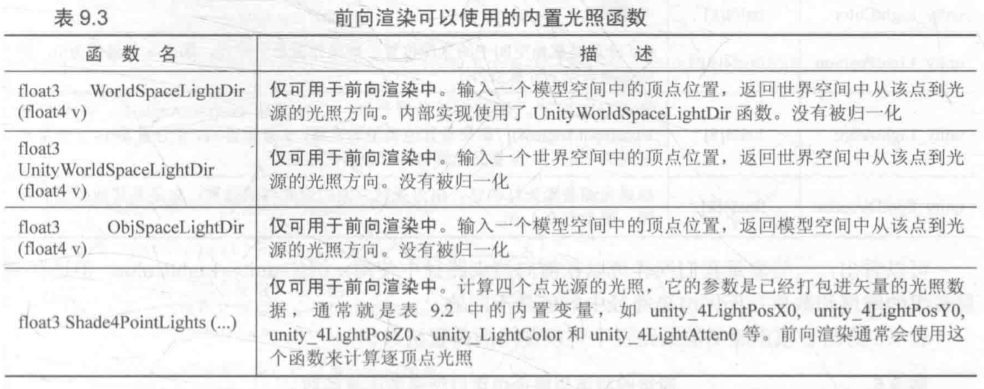 表 9.3 前向渲染可以使用的内置光照函数
函 数 名 描 述
float3 WorldSpaceLightDir
(float4 v)
仅可用于前向渲染中。输入一个模型空间中的顶点位置，返回世界空间中从该点到光
源的光照方向。内部实现使用了 UnityWorldSpaceLightDir 函数。没有被归一化
float3
UnityWorldSpaceLightDir
(float4 v)
仅可用于前向渲染中。输入一个世界空间中的顶点位置，返回世界空间中从该点到光
源的光照方向。没有被归一化
float3 ObjSpaceLightDir
(float4 v)
仅可用于前向渲染中。输入一个模型空间中的顶点位置，返回模型空间中从该点到光
源的光照方向。没有被归一化
float3 Shade4PointLights (...)
仅可用于前向渲染中。计算四个点光源的光照，它的参数是已经打包进矢量的光照数
据，通常就是表 9.2 中的内置变量，如 unity_4LightPosX0, unity_4LightPosY0,
unity_4LightPosZ0、unity_LightColor 和 unity_4LightAtten0 等。前向渲染通常会使用这
个函数来计算逐顶点光照